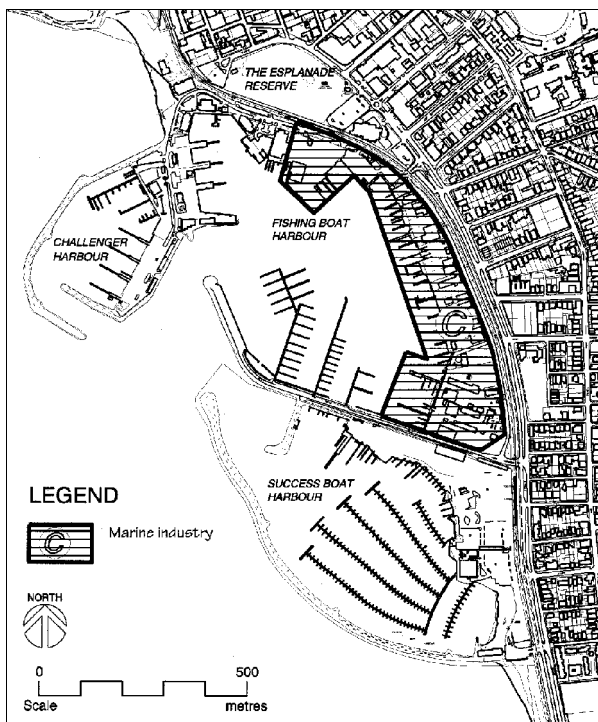 THE ESPLANADE
RESERVE
CHALLENGER
HARBOUR
FISHING BOAT
HARBOUR
C
SUCCESS BOAT
HARBOUR
LEGEND
C
Marine industry
NORTH
0
500
Scale
metres